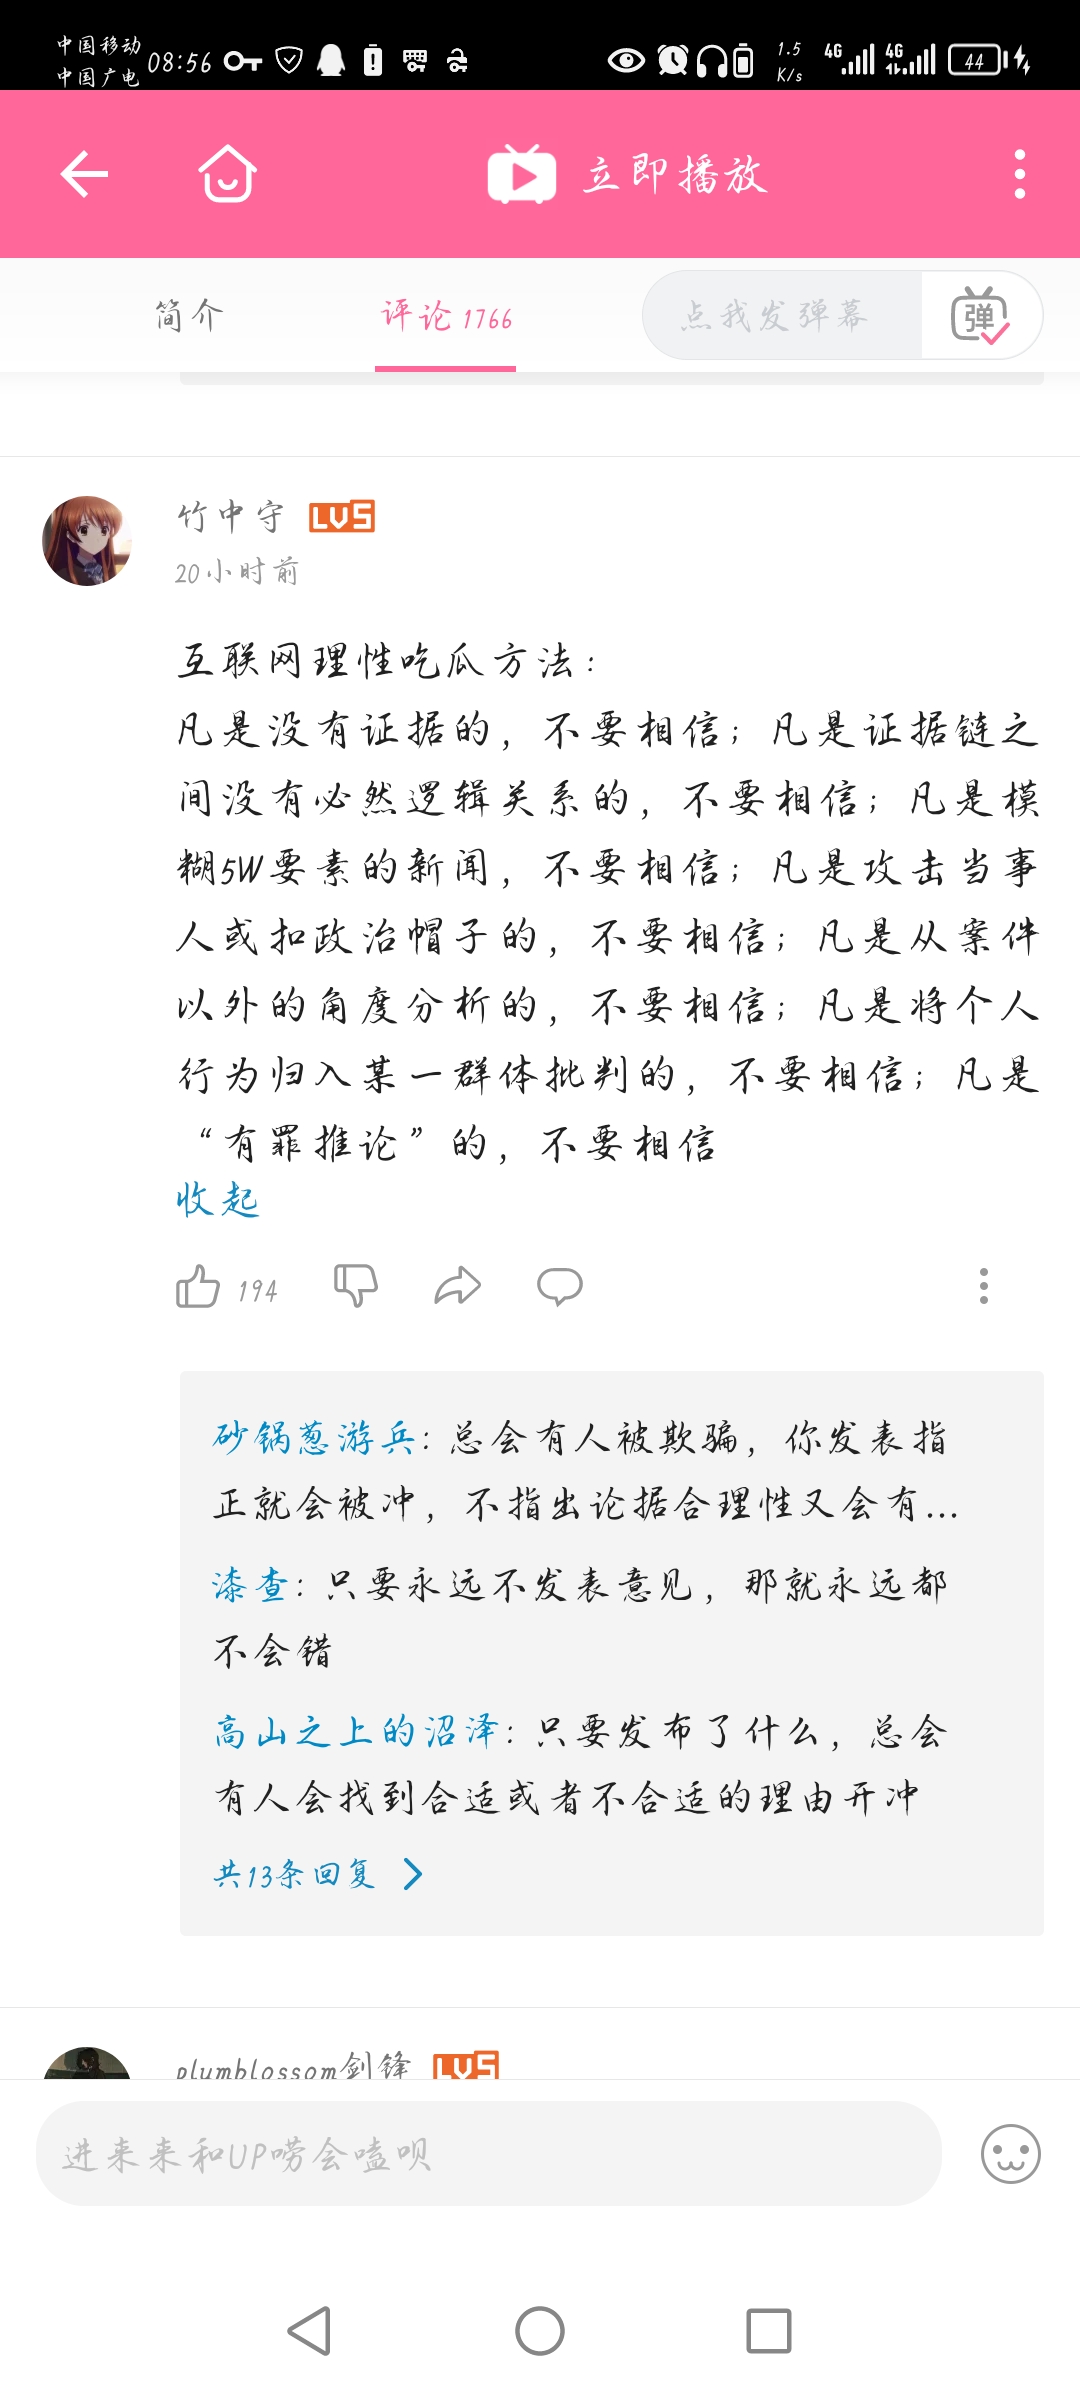 中国移动
中国广电
08:56
1.5
K/s
4G
4G
44
立即播放
简介
评论 1766
点我发弹幕
弹
竹中守 LV5
20小时前
互联网理性吃瓜方法：
凡是没有证据的，不要相信；凡是证据链之
间没有必然逻辑关系的，不要相信；凡是模
糊5W要素的新闻，不要相信；凡是攻击当事
人或扣政治帽子的，不要相信；凡是从案件
以外的角度分析的，不要相信；凡是将个人
行为归入某一群体批判的，不要相信；凡是
“有罪推论”的，不要相信
收起
194
砂锅葱游兵：总会有人被欺骗，你发表指
正就会被冲，不指出论据合理性又会有...
漆查：只要永远不发表意见，那就永远都
不会错
高山之上的沼泽：只要发布了什么，总会
有人会找到合适或者不合适的理由开冲
共13条回复
plumblossom剑锋 LV5
进来来和UP唠会嗑呗